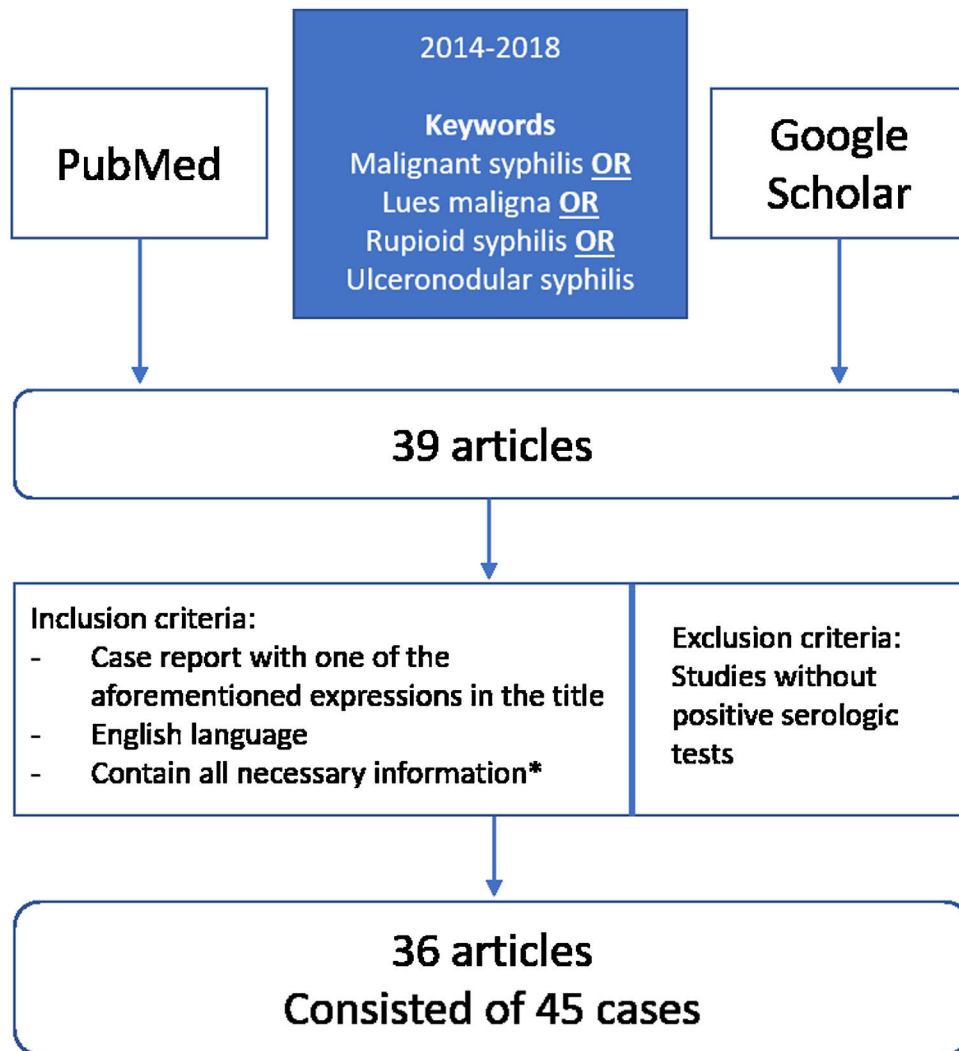 2014-2018
Keywords
Malignant syphilis OR
Lues maligna OR
Rupioid syphilis OR
Ulceronodular syphilis
PubMed
Google
Scholar
39 articles
Inclusion criteria:
- Case report with one of the
aforementioned expressions in the title
- English language
- Contain all necessary information*
Exclusion criteria:
Studies without
positive serologic
tests
36 articles
Consisted of 45 cases